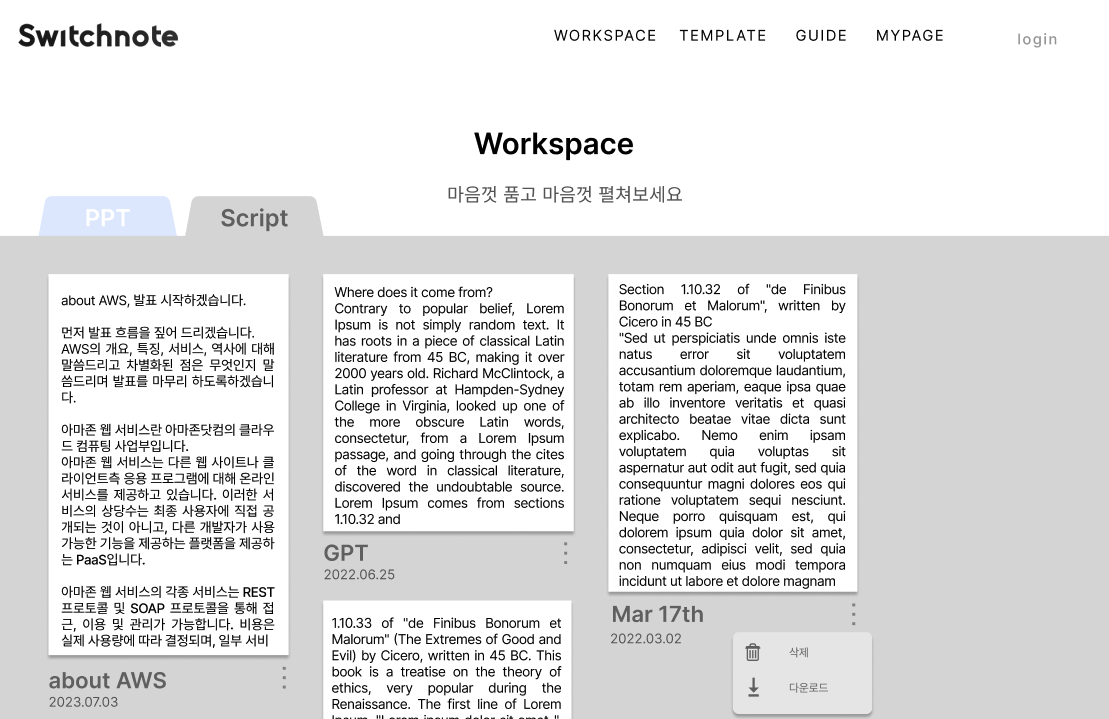 Switchnote
WORKSPACE TEMPLATE GUIDE MYPAGE login
Workspace
마음껏 품고 마음껏 펼쳐보세요
PPT
Script
about AWS, 발표 시작하겠습니다.
먼저 발표 흐름을 짚어 드리겠습니다.
AWS의 개요, 특징, 서비스, 역사에 대해
말씀드리고 차별화된 점은 무엇인지 말
씀드리며 발표를 마무리 하도록하겠습니
다.
아마존 웹 서비스란 아마존닷컴의 클라우
드 컴퓨팅 사업부입니다.
아마존 웹 서비스는 다른 웹 사이트나 클
라이언트측 응용 프로그램에 대해 온라인
서비스를 제공하고 있습니다. 이러한 서
비스의 상당수는 최종 사용자에 직접 공
개되는 것이 아니고, 다른 개발자가 사용
가능한 기능을 제공하는 플랫폼을 제공하
는 PaaS입니다.
아마존 웹 서비스의 각종 서비스는 REST
프로토콜 및 SOAP 프로토콜을 통해 접
근, 이용 및 관리가 가능합니다. 비용은
실제 사용량에 따라 결정되며, 일부 서비
about AWS
2023.07.03
Where does it come from?
Contrary to popular belief, Lorem
Ipsum is not simply random text. It
has roots in a piece of classical Latin
literature from 45 BC, making it over
2000 years old. Richard McClintock, a
Latin professor at Hampden-Sydney
College in Virginia, looked up one of
the more obscure Latin words,
consectetur, from a Lorem Ipsum
passage, and going through the cites
of the word in classical literature,
discovered the undoubtable source.
Lorem Ipsum comes from sections
1.10.32 and
GPT
2022.06.25
1.10.33 of "de Finibus Bonorum et
Malorum" (The Extremes of Good and
Evil) by Cicero, written in 45 BC. This
book is a treatise on the theory of
ethics, very popular during the
Renaissance. The first line of Lorem
Ipsum, "Lorem ipsum dolor sit amet.."
Section 1.10.32 of "de Finibus
Bonorum et Malorum", written by
Cicero in 45 BC
"Sed ut perspiciatis unde omnis iste
natus error sit voluptatem
accusantium doloremque laudantium,
totam rem aperiam, eaque ipsa quae
ab illo inventore veritatis et quasi
architecto beatae vitae dicta sunt
explicabo. Nemo enim ipsam
voluptatem quia voluptas sit
aspernatur aut odit aut fugit, sed quia
consequuntur magni dolores eos qui
ratione voluptatem sequi nesciunt.
Neque porro quisquam est, qui
dolorem ipsum quia dolor sit amet,
consectetur, adipisci velit, sed quia
non numquam eius modi tempora
incidunt ut labore et dolore magnam
Mar 17th
2022.03.02
삭제
다운로드